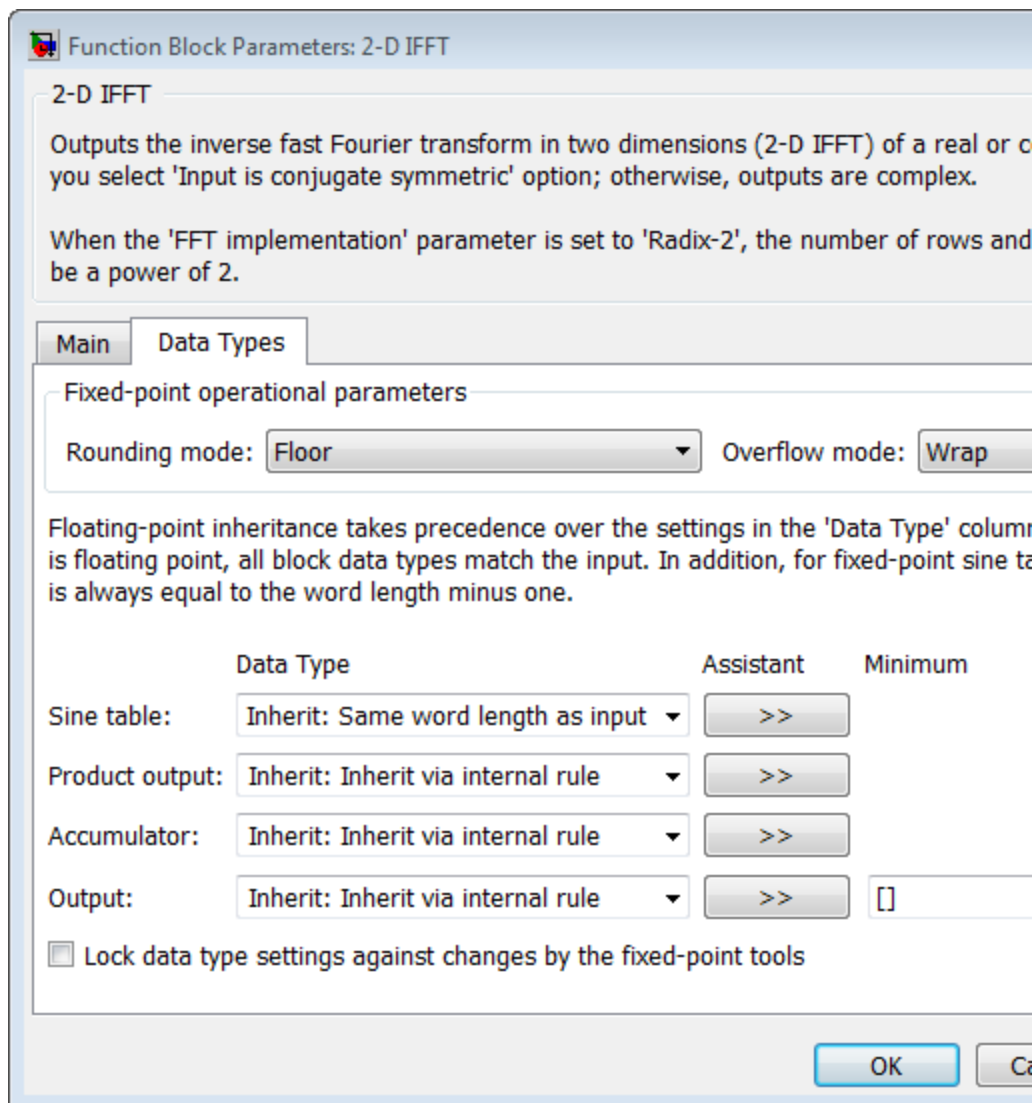 Function Block Parameters: 2-D IFFT
2-D IFFT
Outputs the inverse fast Fourier transform in two dimensions (2-D IFFT) of a real or
you select 'Input is conjugate symmetric' option; otherwise, outputs are complex.
When the 'FFT implementation' parameter is set to 'Radix-2', the number of rows and
be a power of 2.
Main Data Types
Fixed-point operational parameters
Rounding mode: Floor Overflow mode: Wrap
Floating-point inheritance takes precedence over the settings in the 'Data Type'
is floating point, all block data types match the input. In addition, for fixed-point sine
is always equal to the word length minus one.
Data Type Assistant Minimum
Sine table: Inherit: Same word length as input >>
Product output: Inherit: Inherit via internal rule >>
Accumulator: Inherit: Inherit via internal rule >>
Output: Inherit: Inherit via internal rule >> []
Lock data type settings against changes by the fixed-point tools
OK